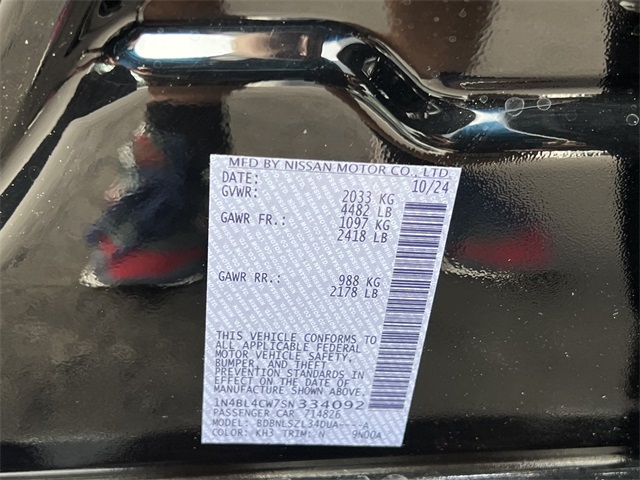 MFD BY NISSAN MOTOR CO., LTD.
DATE: 10/24
GVWR: 2033 KG
4482 LB
GAWR FR.: 1097 KG
2418 LB
GAWR RR.: 988 KG
2178 LB
THIS VEHICLE CONFORMS TO
ALL APPLICABLE FEDERAL
MOTOR VEHICLE SAFETY,
BUMPER, AND THEFT
PREVENTION STANDARDS IN
EFFECT ON THE DATE OF
MANUFACTURE SHOWN ABOVE.
1N4BL4CW7SN334092
PASSENGER CAR 714826
MODEL: BDBNLSZL34DUA----A
COLOR: KH3 TRIM: N 9N00A